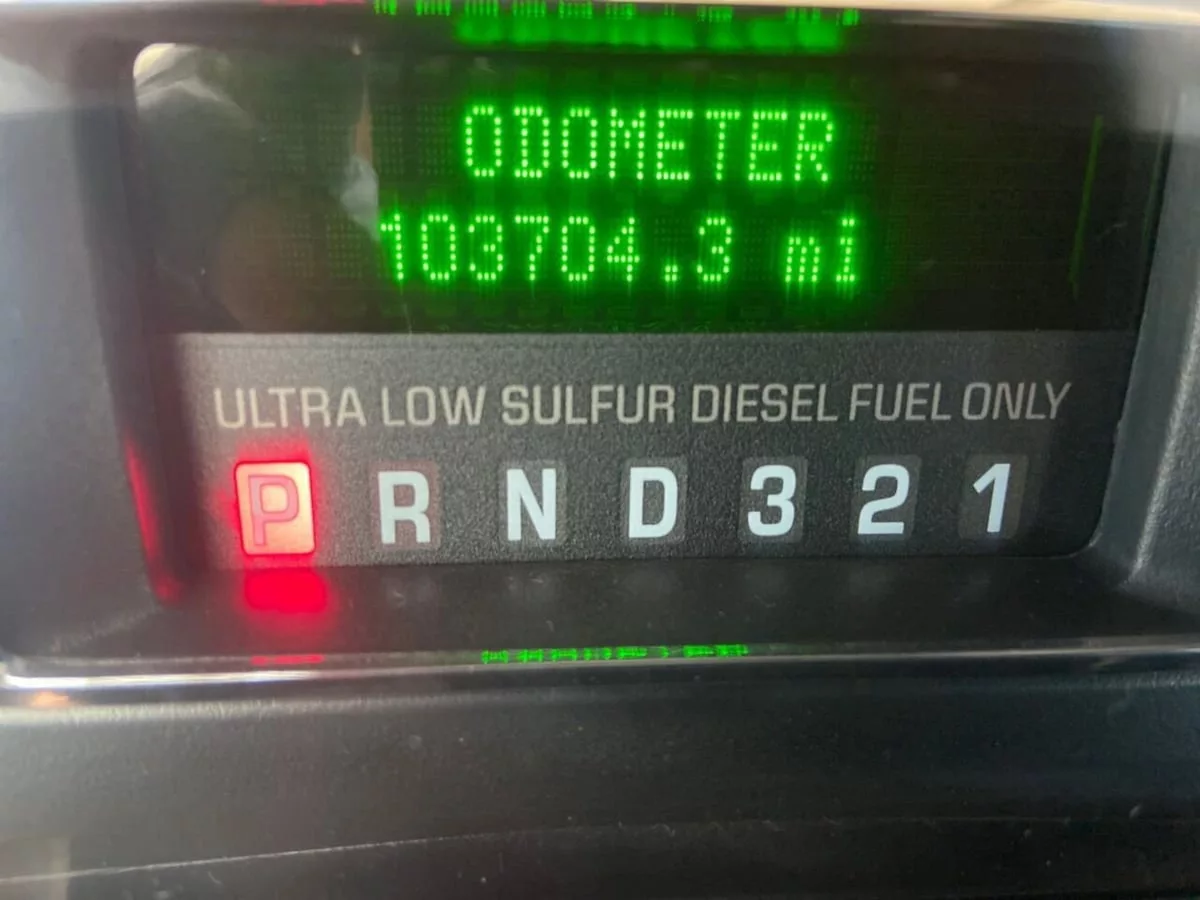 ODOMETER
103704.3 mi
ULTRA LOW SULFUR DIESEL FUEL ONLY
P R N D 3 2 1